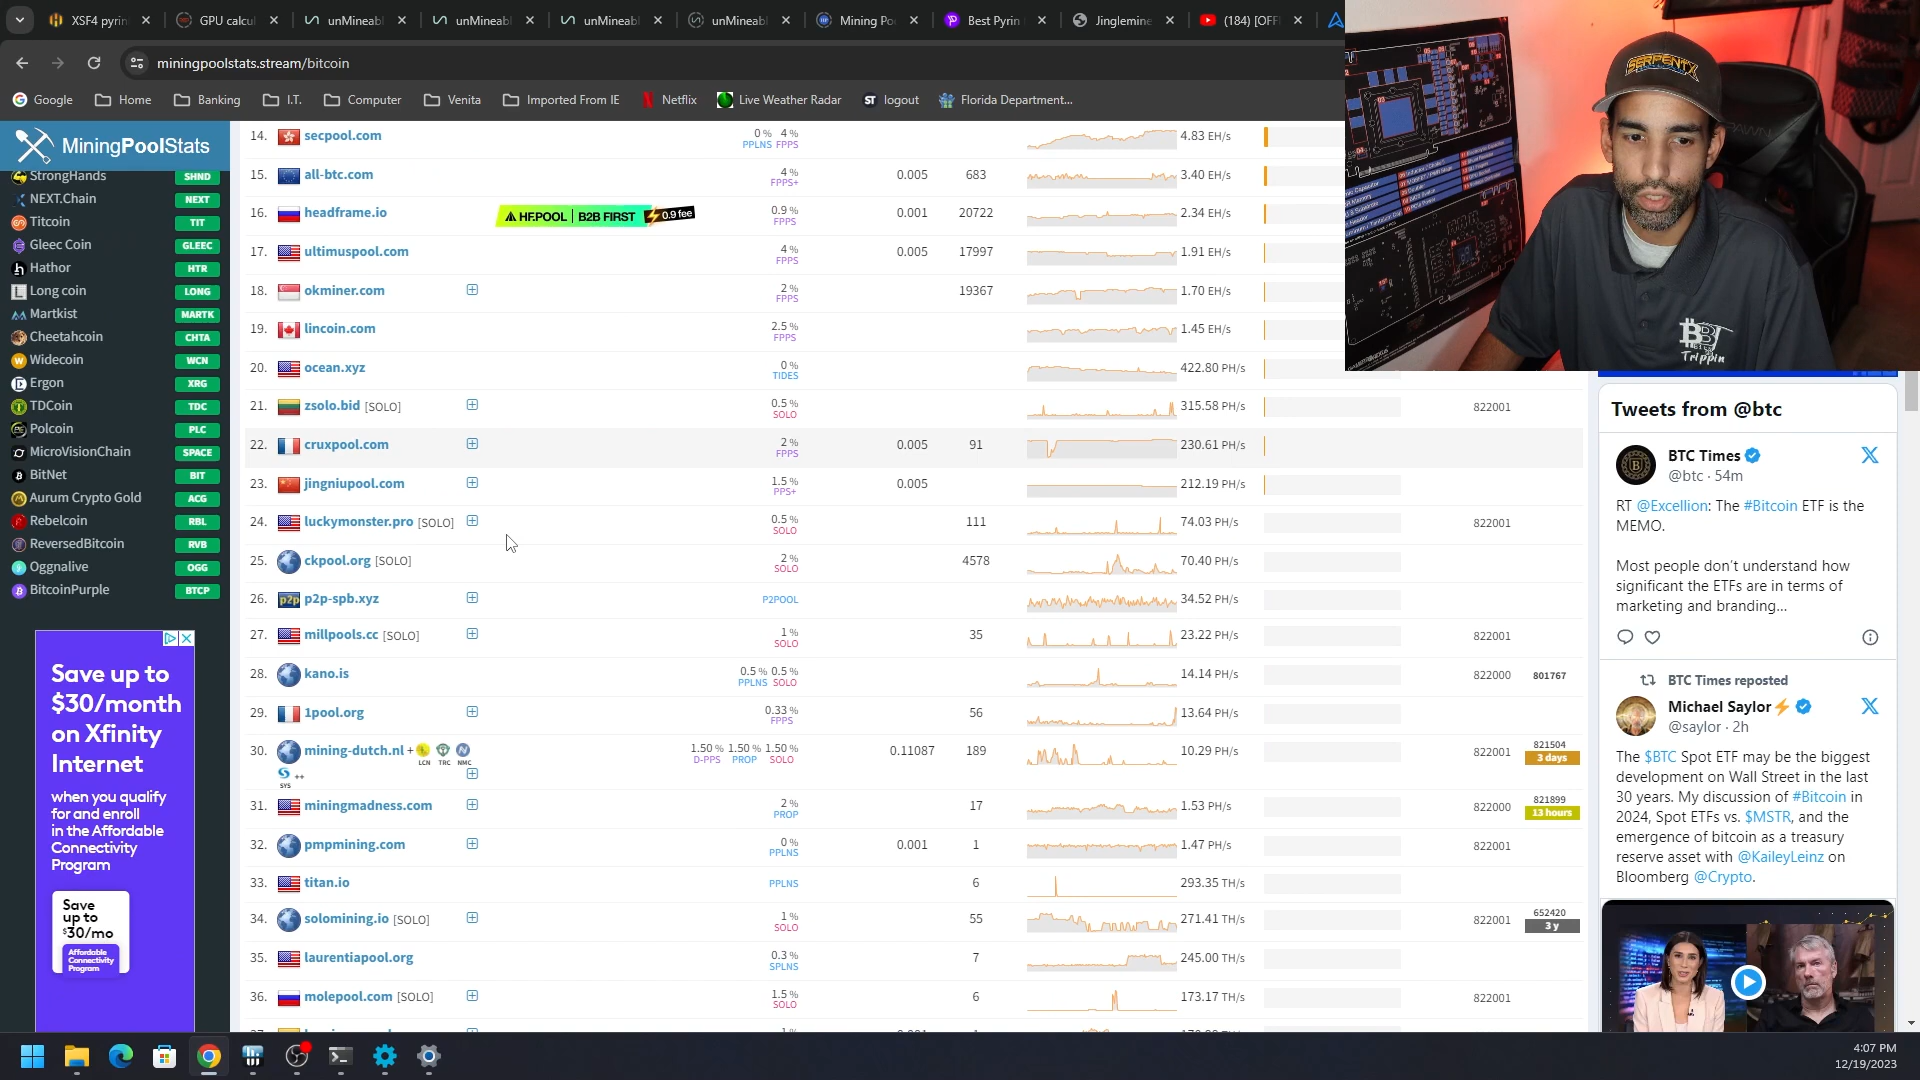 XSF4 pyrin
GPU calcul
unMineabl
unMineabl
unMineabl
unMineabl
Mining Po
Best Pyrin
Jinglemine
(184) [OFF
miningpoolstats.stream/bitcoin
Google
Home
Banking
I.T.
Computer
Venita
Imported From IE
Netflix
Live Weather Radar
logout
Florida Department...
MiningPoolStats
StrongHands SHND
NEXT.Chain NEXT
Titcoin TIT
Gleec Coin GLEEC
Hathor HTR
Long coin LONG
Martkist MARTK
Cheetahcoin CHTA
Widecoin WCN
Ergon XRG
TDCoin TDC
Polcoin PLC
MicroVisionChain SPACE
BitNet BIT
Aurum Crypto Gold ACG
Rebelcoin RBL
ReversedBitcoin RVB
Oggnalive OGG
BitcoinPurple BTCP
Save up to
$30/month
on Xfinity
Internet
when you qualify
for and enroll
in the Affordable
Connectivity
Program
Save
up to
$30/mo
Affordable
Connectivity
Program
14. secpool.com 0 % 4 % 4.83 EH/s
PPLNS FPPS
15. all-btc.com 4 % 0.005 683 3.40 EH/s
FPPS+
16. headframe.io HF.POOL | B2B FIRST 0.9 fee 0.9 % 0.001 20722 2.34 EH/s
FPPS
17. ultimuspool.com 4 % 0.005 17997 1.91 EH/s
FPPS
18. okminer.com 2 % 19367 1.70 EH/s
FPPS
19. lincoin.com 2.5 % 1.45 EH/s
FPPS
20. ocean.xyz 0 % 422.80 PH/s
TIDES
21. zsolo.bid [SOLO] 0.5 % 315.58 PH/s 822001
SOLO
22. cruxpool.com 2 % 0.005 91 230.61 PH/s
FPPS
23. jingniupool.com 1.5 % 0.005 212.19 PH/s
PPS+
24. luckymonster.pro [SOLO] 0.5 % 111 74.03 PH/s 822001
SOLO
25. ckpool.org [SOLO] 2 % 4578 70.40 PH/s
SOLO
26. p2p p2p-spb.xyz P2POOL 34.52 PH/s
27. millpools.cc [SOLO] 1 % 35 23.22 PH/s 822001
SOLO
28. kano.is 0.5 % 0.5 % 14.14 PH/s 822000 801767
PPLNS SOLO
29. 1pool.org 0.33 % 56 13.64 PH/s
FPPS
30. mining-dutch.nl + LCN TRC NMC 1.50 % 1.50 % 1.50 % 0.11087 189 10.29 PH/s 822001 821504
D-PPS PROP SOLO 3 days
SYS ++
31. miningmadness.com 2 % 17 1.53 PH/s 822000 821899
PROP 13 hours
32. pmpmining.com 0 % 0.001 1 1.47 PH/s 822001
PPLNS
33. titan.io PPLNS 6 293.35 TH/s
34. solomining.io [SOLO] 1 % 55 271.41 TH/s 822001 652420
SOLO 3 y
35. laurentiapool.org 0.3 % 7 245.00 TH/s
SPLNS
36. molepool.com [SOLO] 1.5 % 6 173.17 TH/s 822001
SOLO
SERPENTX
Trippin
Tweets from @btc
BTC Times
@btc · 54m
RT @Excellion: The #Bitcoin ETF is the
MEMO.
Most people don't understand how
significant the ETFs are in terms of
marketing and branding...
BTC Times reposted
Michael Saylor⚡
@saylor · 2h
The $BTC Spot ETF may be the biggest
development on Wall Street in the last
30 years. My discussion of #Bitcoin in
2024, Spot ETFs vs. $MSTR, and the
emergence of bitcoin as a treasury
reserve asset with @KaileyLeinz on
Bloomberg @Crypto.
4:07 PM
12/19/2023